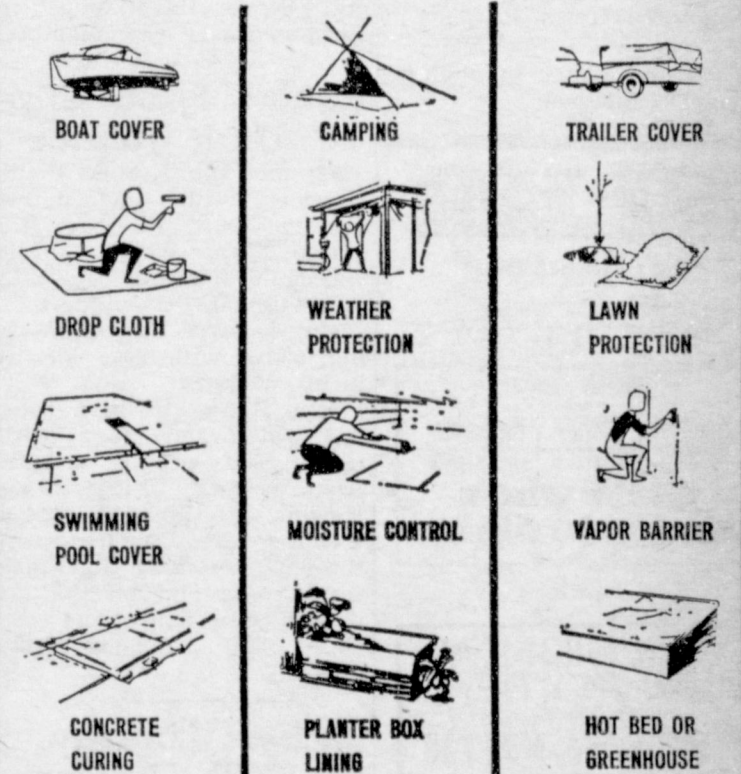 BOAT COVER
CAMPING
TRAILER COVER
DROP CLOTH
WEATHER
PROTECTION
LAWN
PROTECTION
SWIMMING
POOL COVER
MOISTURE CONTROL
VAPOR BARRIER
CONCRETE
CURING
PLANTER BOX
LINING
HOT BED OR
GREENHOUSE